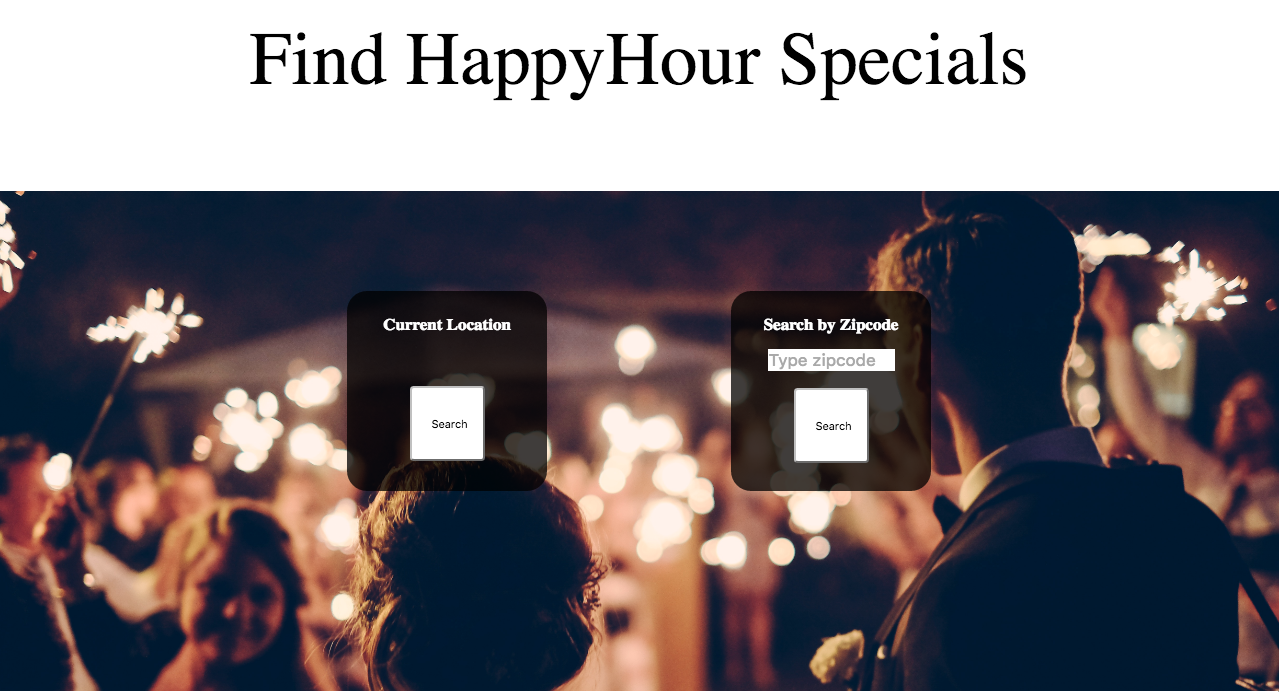 Find HappyHour Specials
Current Location
Search
Search by Zipcode
Type zipcode
Search